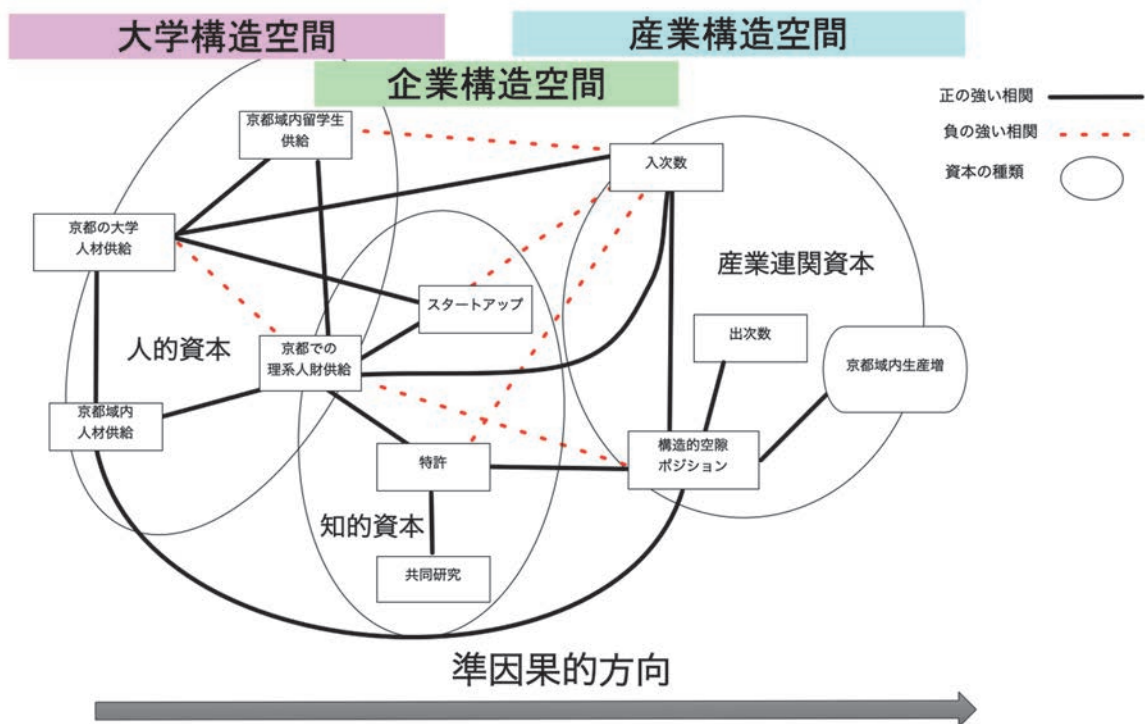 大学構造空間
産業構造空間
企業構造空間
正の強い相関
負の強い相関
資本の種類
京都域内留学生
供給
入次数
京都の大学
人材供給
産業連関資本
スタートアップ
出次数
人的資本
京都での
理系人財供給
京都域内生産増
京都域内
人材供給
特許
構造的空隙
ポジション
知的資本
共同研究
準因果的方向